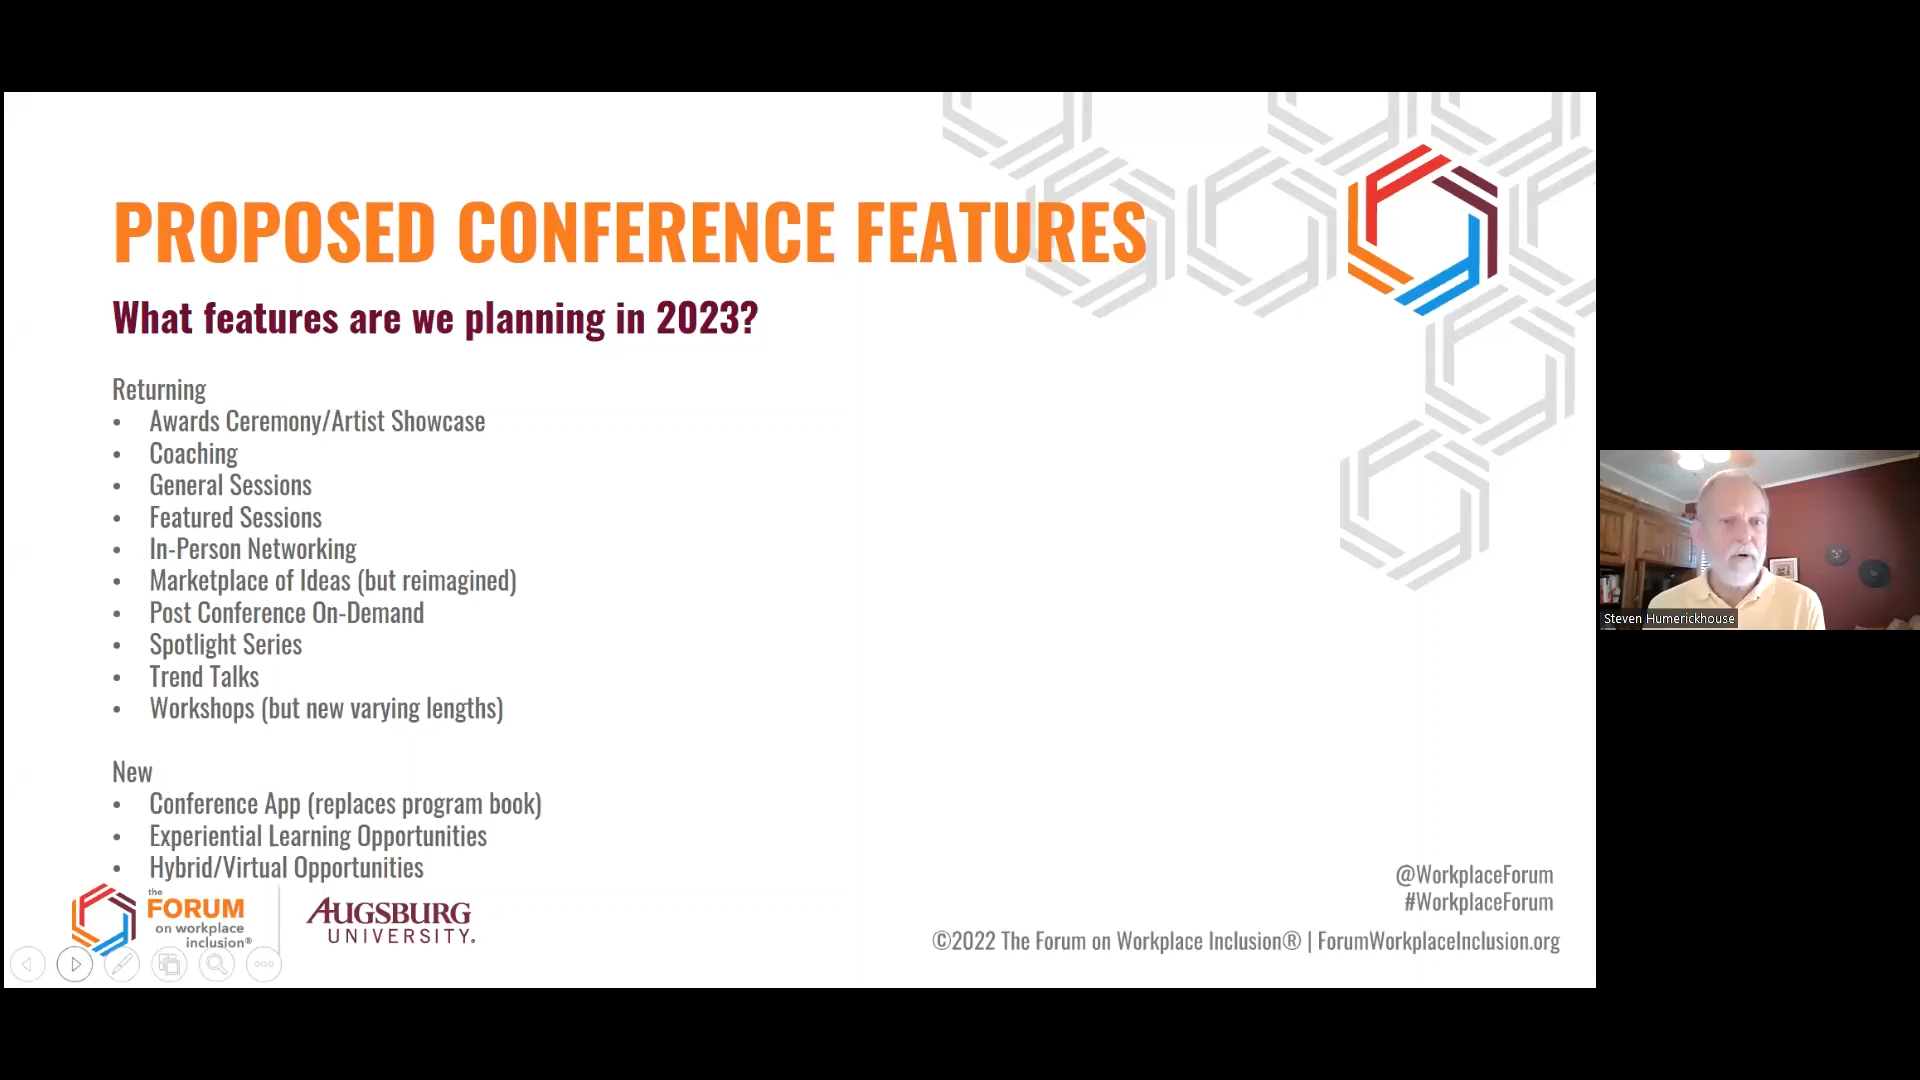 PROPOSED CONFERENCE FEATURES
What features are we planning in 2023?
Returning
• Awards Ceremony/Artist Showcase
• Coaching
• General Sessions
• Featured Sessions
• In-Person Networking
• Marketplace of Ideas (but reimagined)
• Post Conference On-Demand
• Spotlight Series
• Trend Talks
• Workshops (but new varying lengths)
New
• Conference App (replaces program book)
• Experiential Learning Opportunities
• Hybrid/Virtual Opportunities
the
FORUM
on workplace
inclusion®
AUGSBURG
UNIVERSITY.
@WorkplaceForum
#WorkplaceForum
©2022 The Forum on Workplace Inclusion® | ForumWorkplaceInclusion.org
Steven Humerickhouse